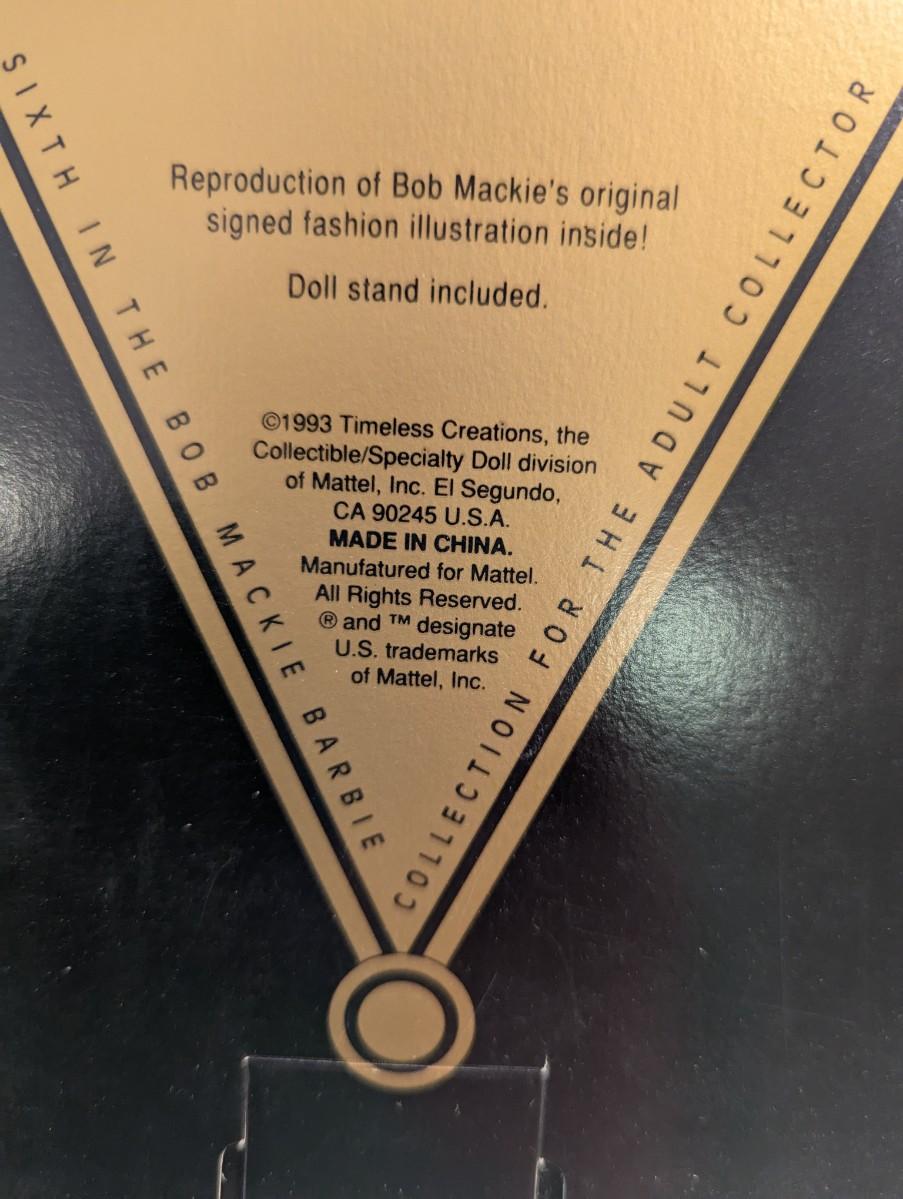 SIXTH IN THE BOB MACKIE BARBIE
COLLECTION FOR THE ADULT COLLECTOR
Reproduction of Bob Mackie's original
signed fashion illustration inside!
Doll stand included.
©1993 Timeless Creations, the
Collectible/Specialty Doll division
of Mattel, Inc. El Segundo,
CA 90245 U.S.A.
MADE IN CHINA.
Manufatured for Mattel.
All Rights Reserved.
® and ™ designate
U.S. trademarks
of Mattel, Inc.